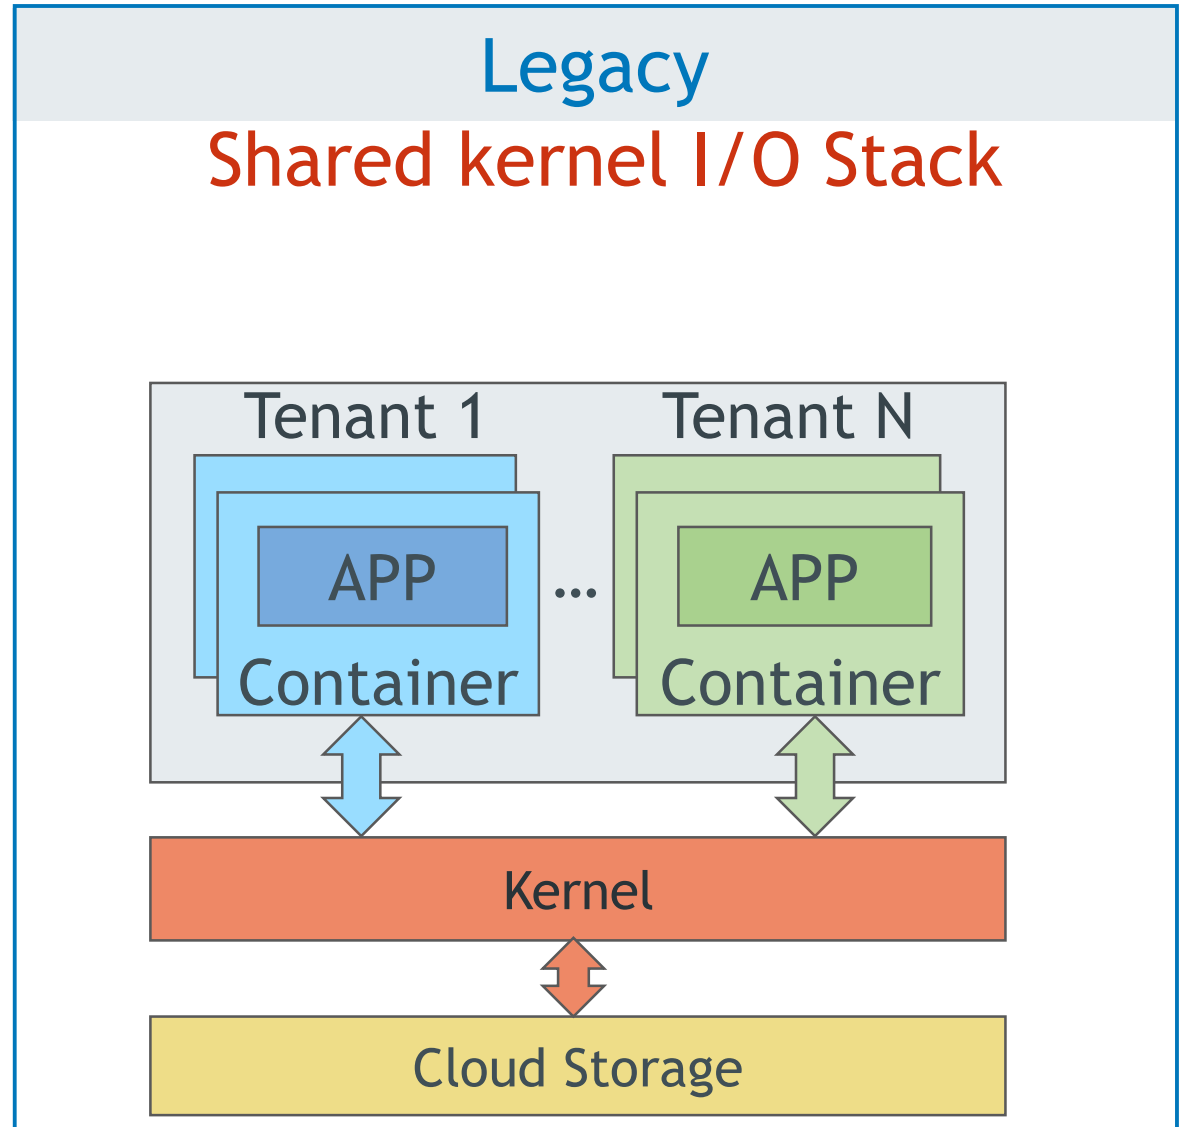 Legacy
Shared kernel I/O Stack
Tenant 1
Tenant N
APP
...
APP
Container
Container
Kernel
Cloud Storage